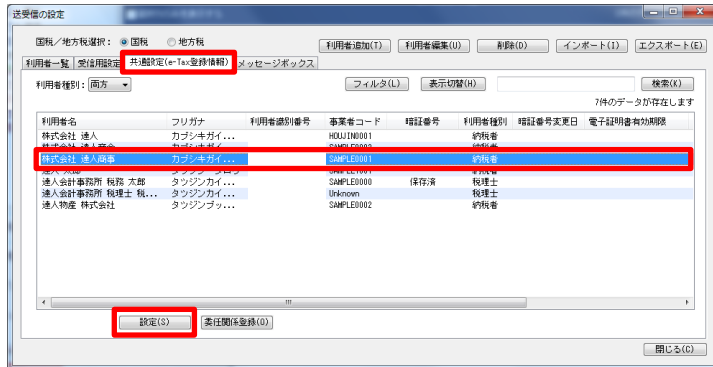 送受信の設定
国税／地方税選択： 国税 地方税 利用者追加(T) 利用者編集(U) 削除(D) インポート(I) エクスポート(E)
利用者一覧 受信用設定 共通設定(e-Tax登録情報) メッセージボックス
利用者種別： 両方 フィルタ(L) 表示切替(H) 検索(K)
7件のデータが存在します
利用者名 フリガナ 利用者識別番号 事業者コード 暗証番号 利用者種別 暗証番号変更日 電子証明書有効期限
株式会社 達人 カブシキガイ... HOUJIN0001 納税者
株式会社 達人商事 カブシキガイ... SAMPLE0001 納税者
達人会計事務所 税務 太郎 タツジンカイ... SAMPLE0000 保存済 税理士
達人会計事務所 税理士 税... タツジンカイ... Unknown 税理士
達人物産 株式会社 タツジンブッ... SAMPLE0002 納税者
設定(S) 委任関係登録(O)
閉じる(C)